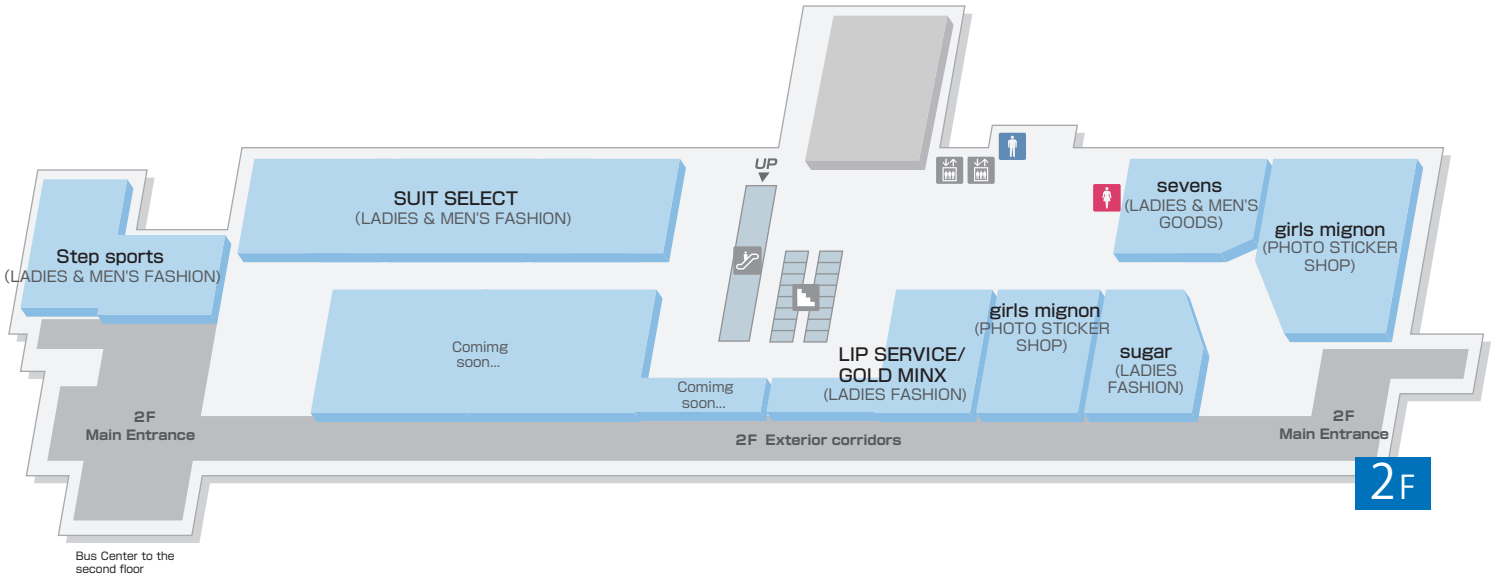 UP
SUIT SELECT
(LADIES & MEN'S FASHION)
Step sports
(LADIES & MEN'S FASHION)
sevens
(LADIES & MEN'S
GOODS)
girls mignon
(PHOTO STICKER
SHOP)
Comimg
soon...
Comimg
soon...
LIP SERVICE/
GOLD MINX
(LADIES FASHION)
girls mignon
(PHOTO STICKER
SHOP)
sugar
(LADIES
FASHION)
2F
Main Entrance
2F Exterior corridors
2F
Main Entrance
2F
Bus Center to the
second floor